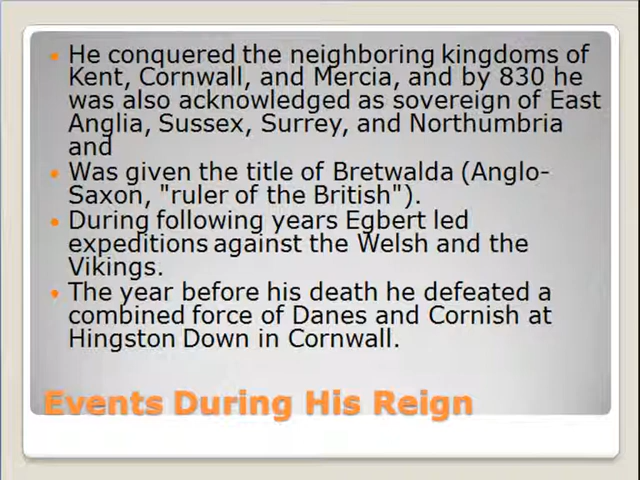 He conquered the neighboring kingdoms of
Kent, Cornwall, and Mercia, and by 830 he
was also acknowledged as sovereign of East
Anglia, Sussex, Surrey, and Northumbria
and
Was given the title of Bretwalda (Anglo-
Saxon, "ruler of the British").
During following years Egbert led
expeditions against the Welsh and the
Vikings.
The year before his death he defeated a
combined force of Danes and Cornish at
Hingston Down in Cornwall.
Events During His Reign